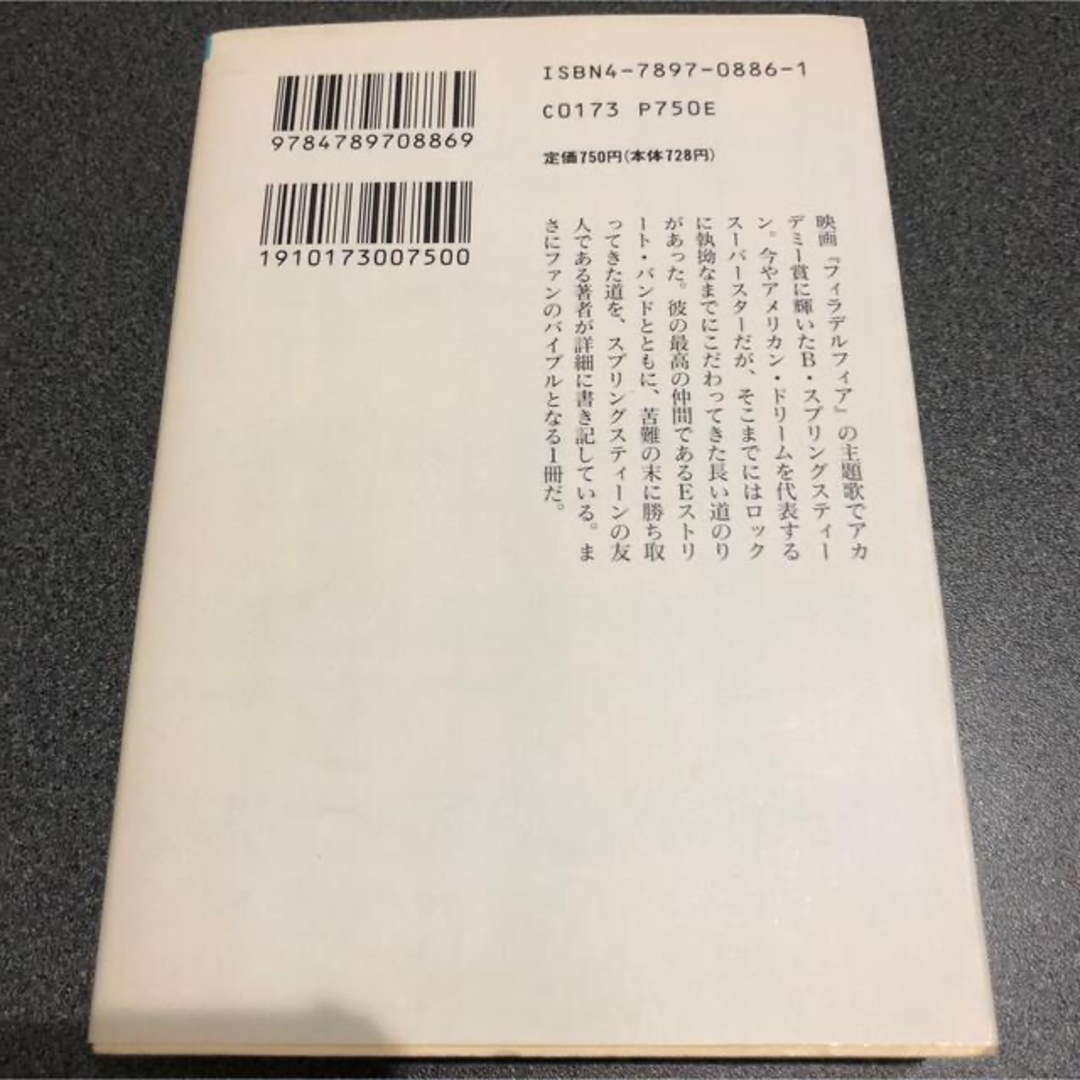 9784789708869
1910173007500
ISBN4-7897-0886-1
C0173 P750E
定価750円(本体728円)
映画『フィラデルフィア』の主題歌でアカ
デミー賞に輝いたB・スプリングスティー
ン。今やアメリカン・ドリームを代表する
スーパースターだが、そこまでにはロック
に執拗なまでにこだわってきた長い道のり
があった。彼の最高の仲間であるEストリ
ート・バンドとともに、苦難の末に勝ち取
ってきた道を、スプリングスティーンの友
人である著者が詳細に書き記している。ま
さにファンのバイブルとなる1冊だ。